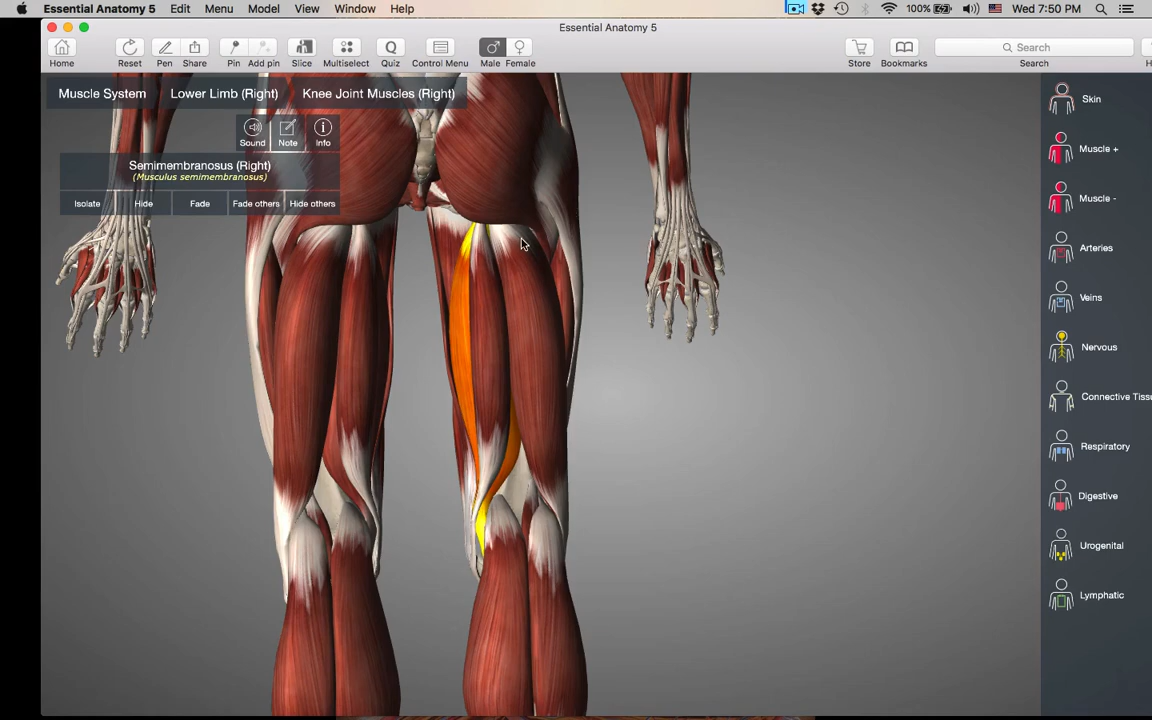 Essential Anatomy 5 Edit Menu Model View Window Help 100% Wed 7:50 PM
Essential Anatomy 5
Home Reset Pen Share Pin Add pin Slice Multiselect Quiz Control Menu Male Female Store Bookmarks Search
Search
Muscle System Lower Limb (Right) Knee Joint Muscles (Right)
Sound Note Info
Semimembranosus (Right)
(Musculus semimembranosus)
Isolate Hide Fade Fade others Hide others
Skin
Muscle +
Muscle -
Arteries
Veins
Nervous
Connective Tissu
Respiratory
Digestive
Urogenital
Lymphatic